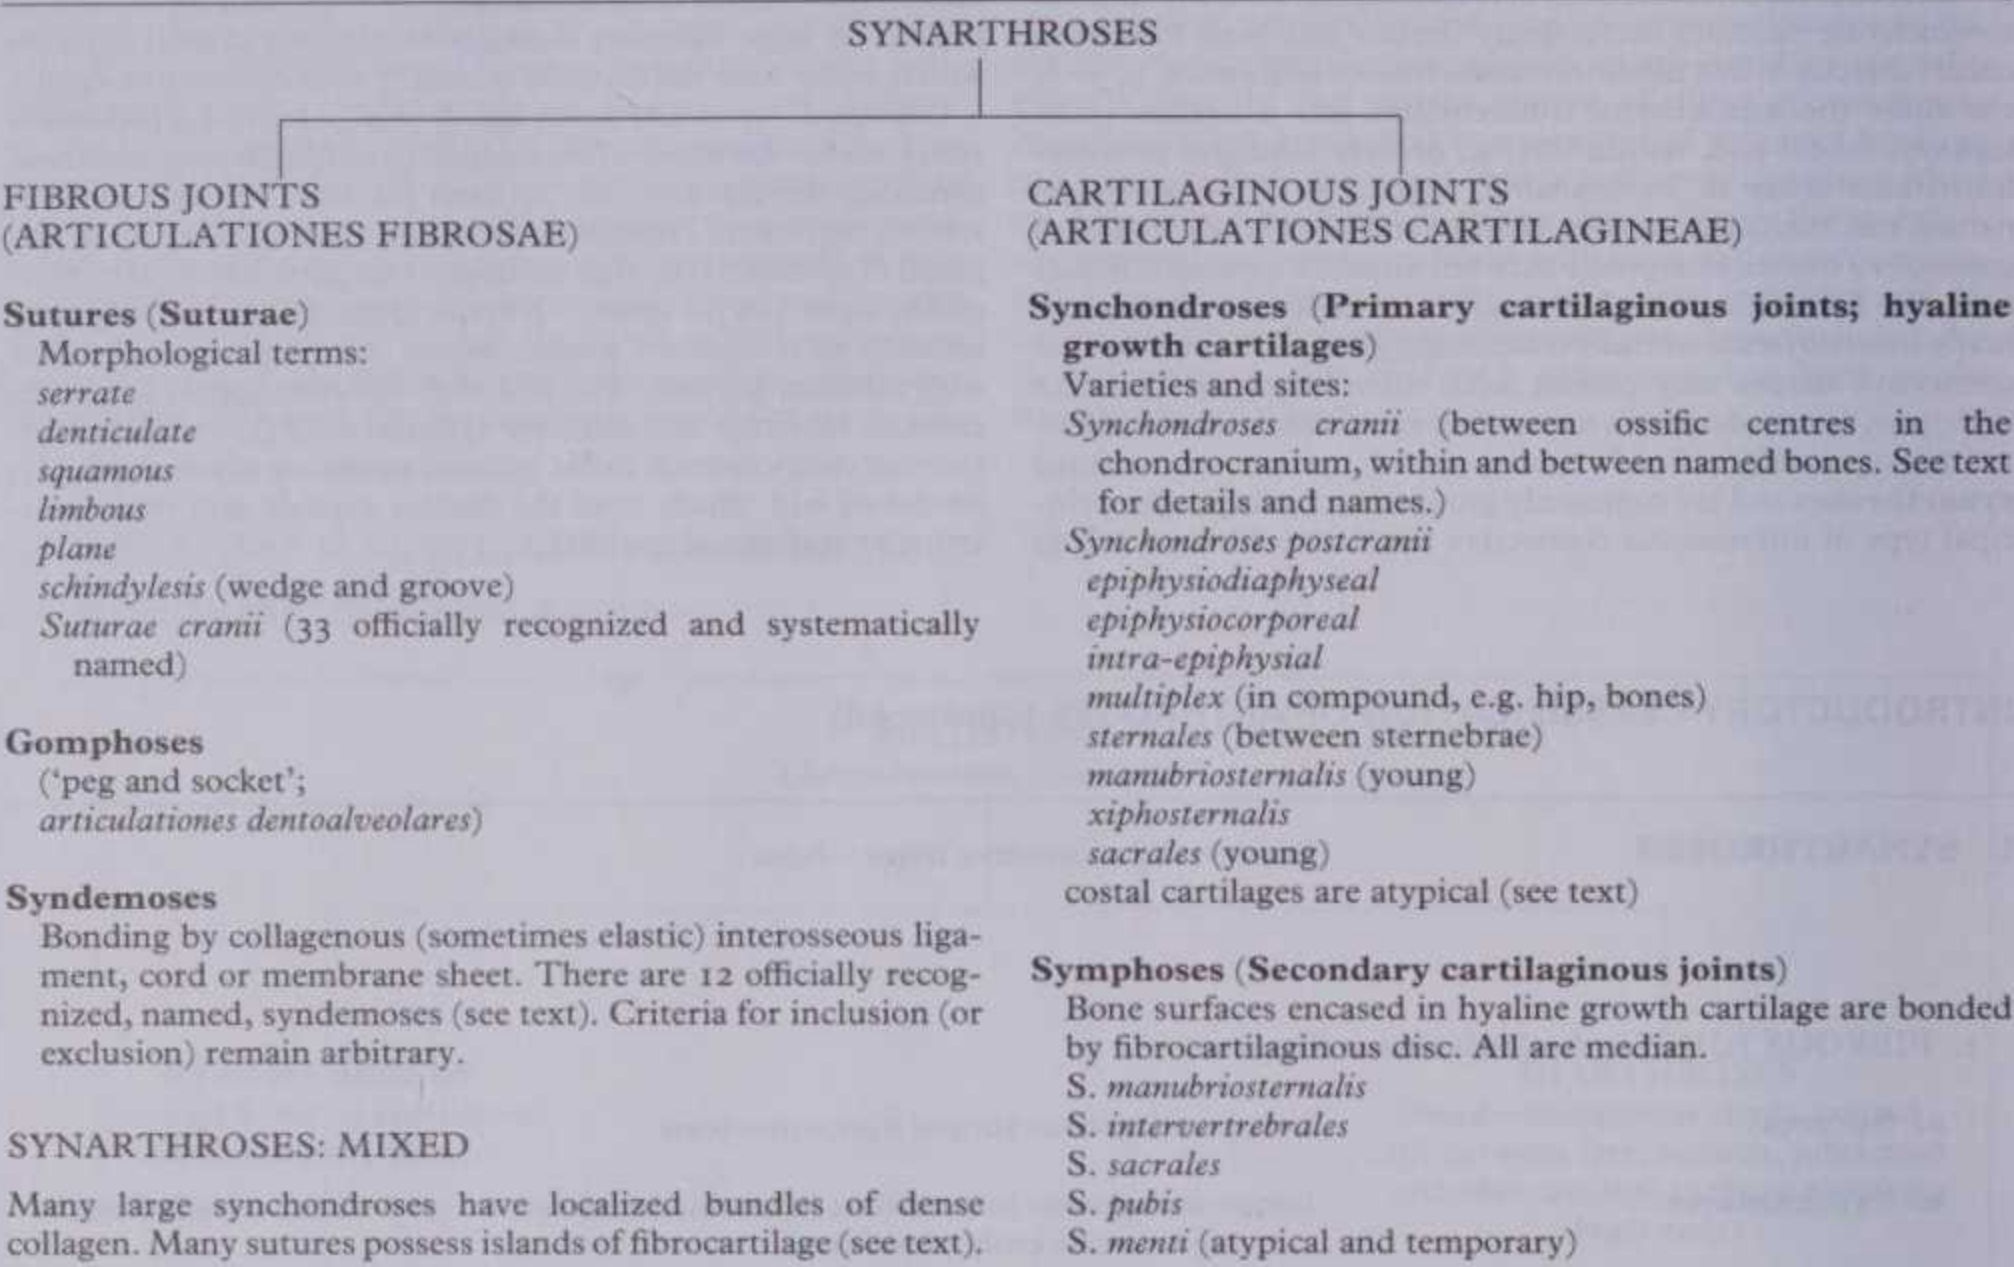 SYNARTHROSES
FIBROUS JOINTS
(ARTICULATIONES FIBROSAE)
Sutures (Suturae)
Morphological terms:
serrate
denticulate
squamous
limbous
plane
schindylesis (wedge and groove)
Suturae cranii (33 officially recognized and systematically
named)
Gomphoses
('peg and socket';
articulationes dentoalveolares)
Syndemoses
Bonding by collagenous (sometimes elastic) interosseous liga-
ment, cord or membrane sheet. There are 12 officially recog-
nized, named, syndemoses (see text). Criteria for inclusion (or
exclusion) remain arbitrary.
SYNARTHROSES: MIXED
Many large synchondroses have localized bundles of dense
collagen. Many sutures possess islands of fibrocartilage (see text).
CARTILAGINOUS JOINTS
(ARTICULATIONES CARTILAGINEAE)
Synchondroses (Primary cartilaginous joints; hyaline
growth cartilages)
Varieties and sites:
Synchondroses cranii (between ossific centres in the
chondrocranium, within and between named bones. See text
for details and names.)
Synchondroses postcranii
epiphysiodiaphyseal
epiphysiocorporeal
intra-epiphysial
multiplex (in compound, e.g. hip, bones)
sternales (between sternebrae)
manubriosternalis (young)
xiphosternalis
sacrales (young)
costal cartilages are atypical (see text)
Symphoses (Secondary cartilaginous joints)
Bone surfaces encased in hyaline growth cartilage are bonded
by fibrocartilaginous disc. All are median.
S. manubriosternalis
S. intervertrebrales
S. sacrales
S. pubis
S. menti (atypical and temporary)